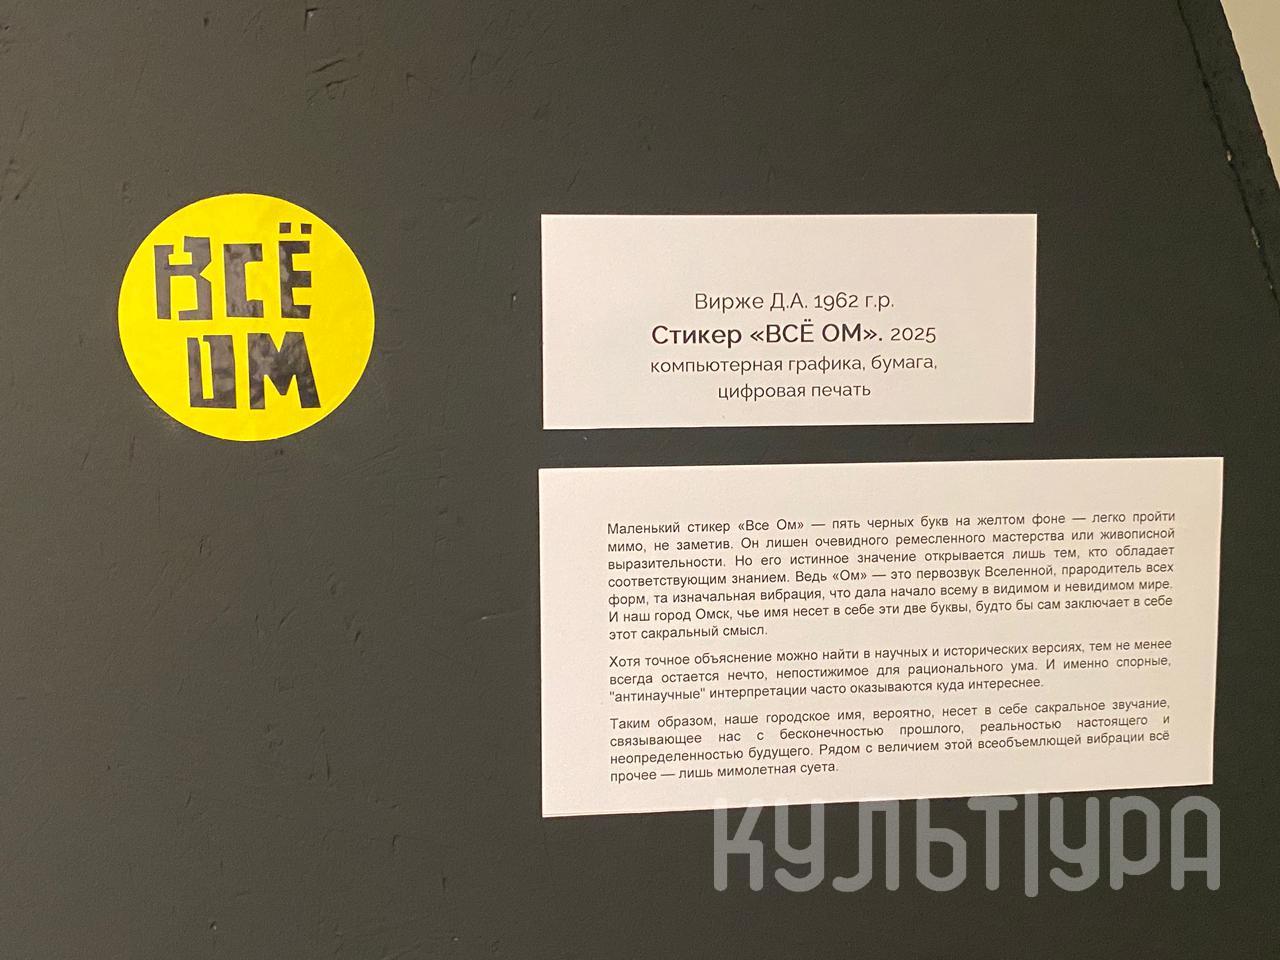 ВСЁ
ОМ
Вирже Д.А. 1962 г.р.
Стикер «ВСЁ ОМ». 2025
компьютерная графика, бумага,
цифровая печать
Маленький стикер «Все Ом» — пять черных букв на желтом фоне — легко пройти
мимо, не заметив. Он лишен очевидного ремесленного мастерства или живописной
выразительности. Но его истинное значение открывается лишь тем, кто обладает
соответствующим знанием. Ведь «Ом» — это первозвук Вселенной, прародитель всех
форм, та изначальная вибрация, что дала начало всему в видимом и невидимом мире.
И наш город Омск, чье имя несет в себе эти две буквы, будто бы сам заключает в себе
этот сакральный смысл.
Хотя точное объяснение можно найти в научных и исторических версиях, тем не менее
всегда остается нечто, непостижимое для рационального ума. И именно спорные,
"антинаучные" интерпретации часто оказываются куда интереснее.
Таким образом, наше городское имя, вероятно, несет в себе сакральное звучание,
связывающее нас с бесконечностью прошлого, реальностью настоящего и
неопределенностью будущего. Рядом с величием этой всеобъемлющей вибрации всё
прочее — лишь мимолетная суета.
КУЛЬТ|УРА